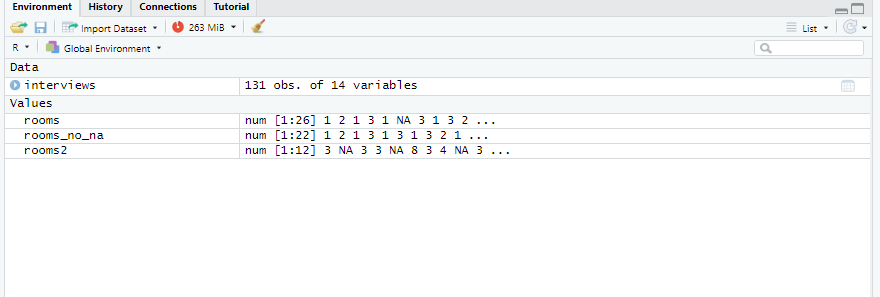 Environment History Connections Tutorial
Import Dataset 263 MiB List
R Global Environment
Data
interviews 131 obs. of 14 variables
Values
rooms num [1:26] 1 2 1 3 1 NA 3 1 3 2 ...
rooms_no_na num [1:22] 1 2 1 3 1 3 1 3 2 1 ...
rooms2 num [1:12] 3 NA 3 3 NA 8 3 4 NA 3 ...